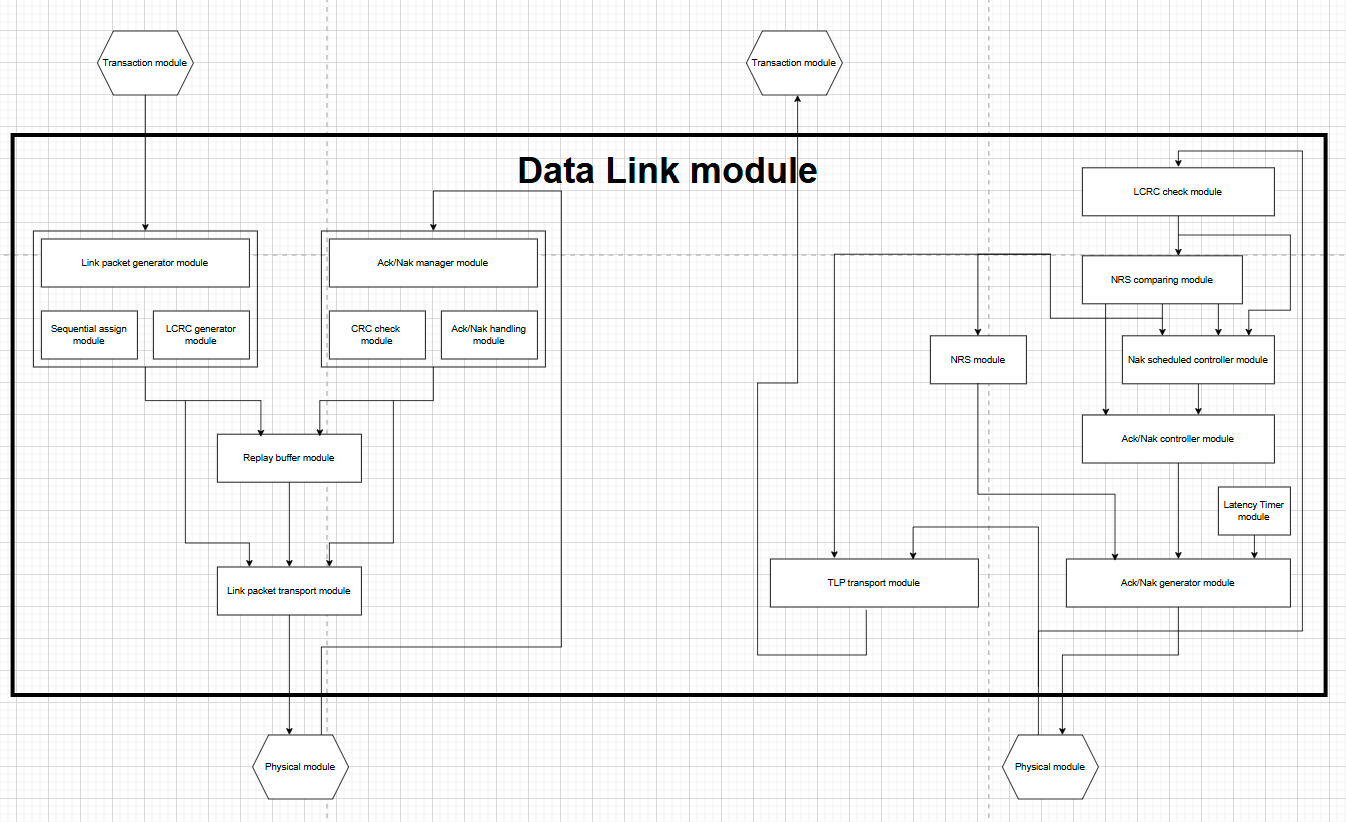 Transaction module
Transaction module
Data Link module
LCRC check module
Link packet generator module
Ack/Nak manager module
NRS comparing module
Sequential assign
module
LCRC generator
module
CRC check
module
Ack/Nak handling
module
NRS module
Nak scheduled controller module
Ack/Nak controller module
Replay buffer module
Latency Timer
module
Link packet transport module
TLP transport module
Ack/Nak generator module
Physical module
Physical module